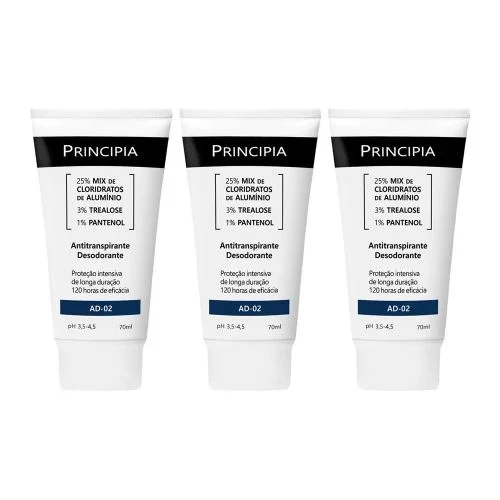 PRINCIPIA
25% MIX DE
CLORIDRATOS
DE ALUMÍNIO
3% TREALOSE
1% PANTENOL
Antitranspirante
Desodorante
Proteção intensiva
de longa duração
120 horas de eficácia
AD-02
pH 3,5-4,5 70ml
PRINCIPIA
25% MIX DE
CLORIDRATOS
DE ALUMÍNIO
3% TREALOSE
1% PANTENOL
Antitranspirante
Desodorante
Proteção intensiva
de longa duração
120 horas de eficácia
AD-02
pH 3,5-4,5 70ml
PRINCIPIA
25% MIX DE
CLORIDRATOS
DE ALUMÍNIO
3% TREALOSE
1% PANTENOL
Antitranspirante
Desodorante
Proteção intensiva
de longa duração
120 horas de eficácia
AD-02
pH 3,5-4,5 70ml